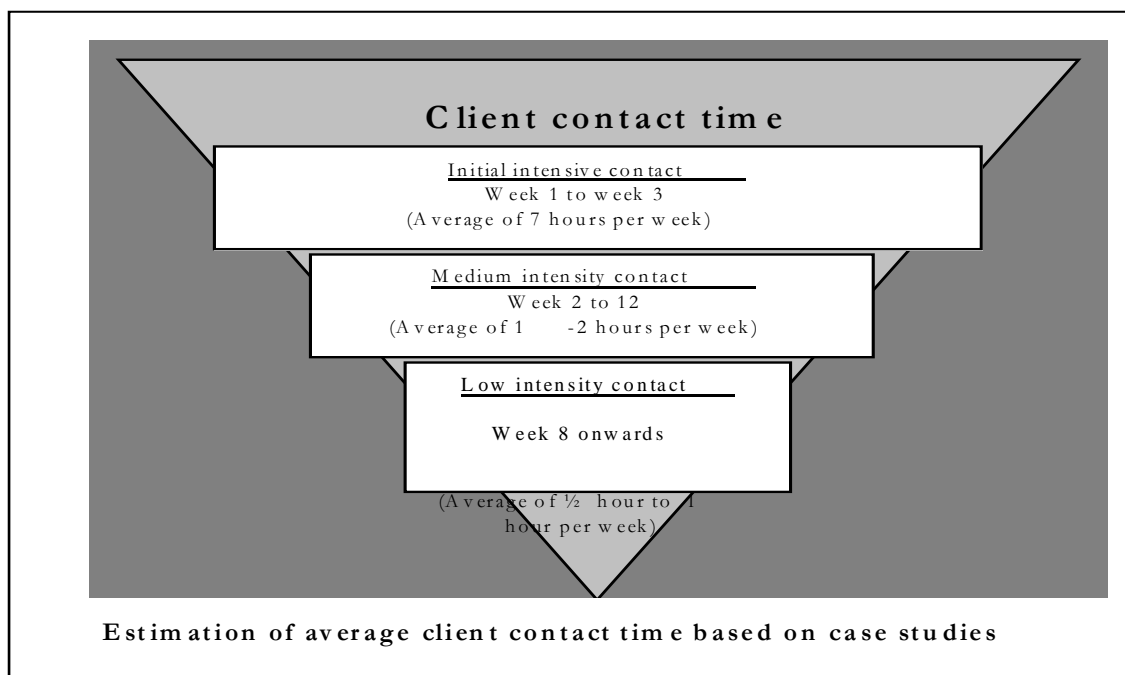 Client contact time
Initial intensive contact
Week 1 to week 3
(Average of 7 hours per week)
Medium intensity contact
Week 2 to 12
(Average of 1 -2 hours per week)
Low intensity contact
Week 8 onwards
(Average of ½ hour to 1
hour per week)
Estimation of average client contact time based on case studies